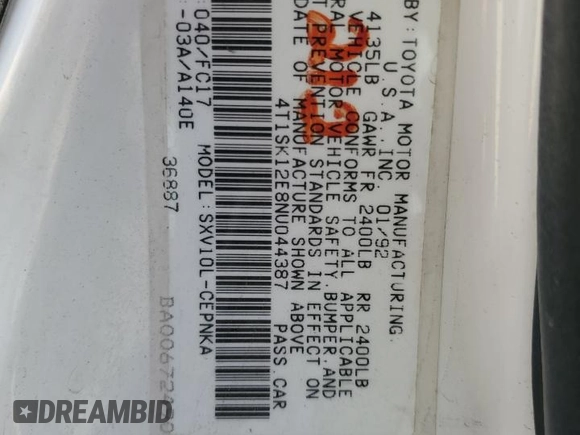 BY: TOYOTA MOTOR MANUFACTURING.
U.S.A., INC. 01/92
4135LB GAWR FR 2400LB RR 2400LB
VEHICLE CONFORMS TO ALL APPLICABLE
RAL MOTOR VEHICLE SAFETY, BUMPER, AND
T PREVENTION STANDARDS IN EFFECT ON
DATE OF MANUFACTURE SHOWN ABOVE
4T1SK12E8NU044387 PASS.CAR
040/FC17 MODEL:SXV10L-CEPNKA
-03A/A140E
36887
DREAMBID